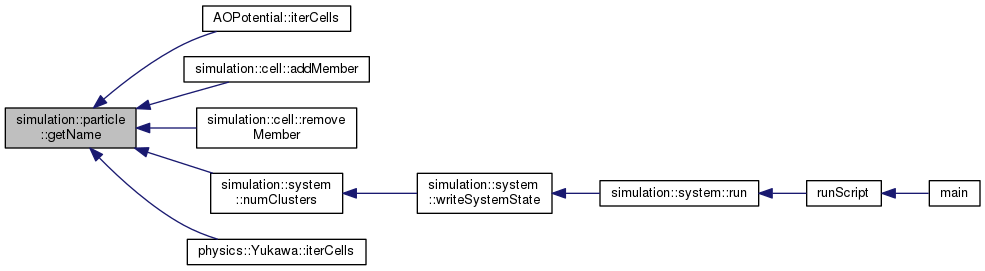 AOPotential::iterCells
simulation::cell::addMember
simulation::particle
::getName
simulation::cell::remove
Member
simulation::system
::numClusters
simulation::system
::writeSystemState
simulation::system::run
runScript
main
physics::Yukawa::iterCells